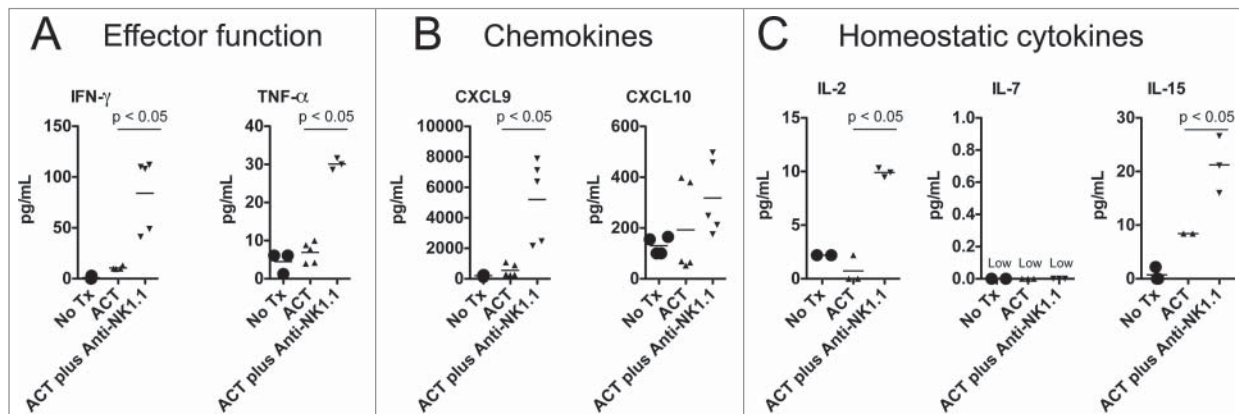 A Effector function
IFN-γ
p < 0.05
pg/mL
150
100
50
0
No Tx
ACT
ACT plus Anti-NK1.1
TNF-α
p < 0.05
pg/mL
40
30
20
10
0
No Tx
ACT
ACT plus Anti-NK1.1
B Chemokines
CXCL9
p < 0.05
pg/mL
10000
8000
6000
4000
2000
0
No Tx
ACT
ACT plus Anti-NK1.1
CXCL10
pg/mL
600
400
200
0
No Tx
ACT
ACT plus Anti-NK1.1
C Homeostatic cytokines
IL-2
p < 0.05
pg/mL
15
10
5
0
No Tx
ACT
ACT plus Anti-NK1.1
IL-7
pg/mL
1.0
0.8
0.6
0.4
0.2
0.0
Low Low Low
No Tx
ACT
ACT plus Anti-NK1.1
IL-15
p < 0.05
pg/mL
30
20
10
0
No Tx
ACT
ACT plus Anti-NK1.1